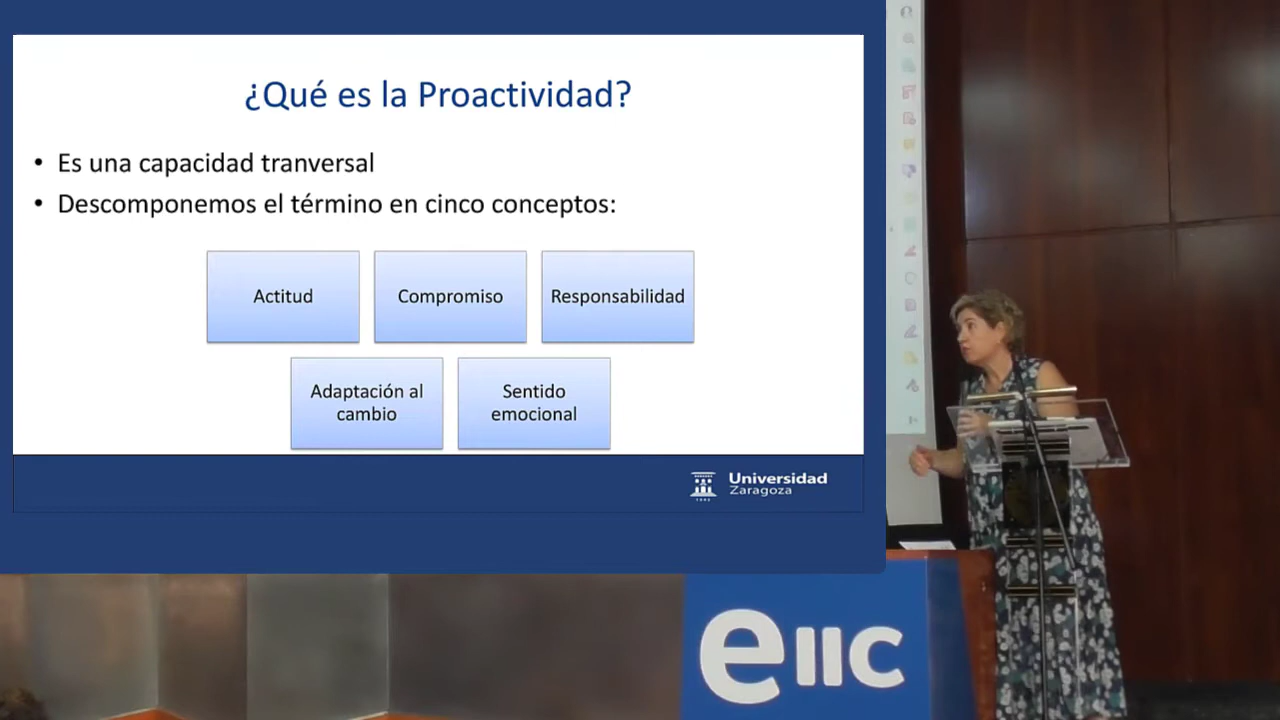 ¿Qué es la Proactividad?
• Es una capacidad tranversal
• Descomponemos el término en cinco conceptos:
Actitud
Compromiso
Responsabilidad
Adaptación al
cambio
Sentido
emocional
Universidad
Zaragoza
eiic